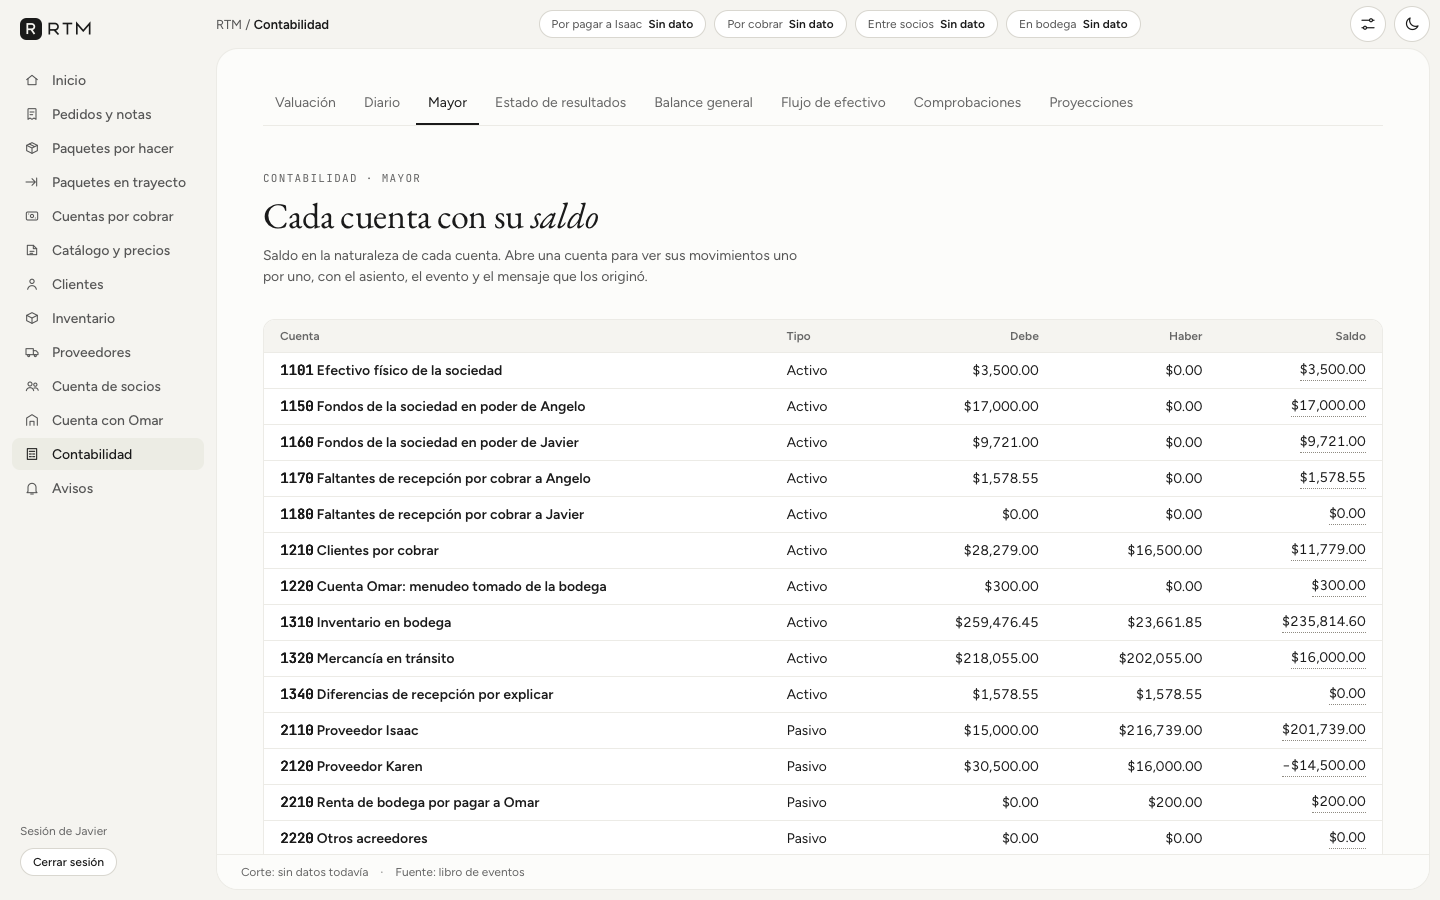 R RTM
RTM / Contabilidad
Por pagar a Isaac Sin dato
Por cobrar Sin dato
Entre socios Sin dato
En bodega Sin dato
Inicio
Pedidos y notas
Paquetes por hacer
Paquetes en trayecto
Cuentas por cobrar
Catálogo y precios
Clientes
Inventario
Proveedores
Cuenta de socios
Cuenta con Omar
Contabilidad
Avisos
Sesión de Javier
Cerrar sesión
Valuación Diario Mayor Estado de resultados Balance general Flujo de efectivo Comprobaciones Proyecciones
CONTABILIDAD · MAYOR
Cada cuenta con su saldo
Saldo en la naturaleza de cada cuenta. Abre una cuenta para ver sus movimientos uno
por uno, con el asiento, el evento y el mensaje que los originó.
Cuenta Tipo Debe Haber Saldo
1101 Efectivo físico de la sociedad Activo $3,500.00 $0.00 $3,500.00
1150 Fondos de la sociedad en poder de Angelo Activo $17,000.00 $0.00 $17,000.00
1160 Fondos de la sociedad en poder de Javier Activo $9,721.00 $0.00 $9,721.00
1170 Faltantes de recepción por cobrar a Angelo Activo $1,578.55 $0.00 $1,578.55
1180 Faltantes de recepción por cobrar a Javier Activo $0.00 $0.00 $0.00
1210 Clientes por cobrar Activo $28,279.00 $16,500.00 $11,779.00
1220 Cuenta Omar: menudeo tomado de la bodega Activo $300.00 $0.00 $300.00
1310 Inventario en bodega Activo $259,476.45 $23,661.85 $235,814.60
1320 Mercancía en tránsito Activo $218,055.00 $202,055.00 $16,000.00
1340 Diferencias de recepción por explicar Activo $1,578.55 $1,578.55 $0.00
2110 Proveedor Isaac Pasivo $15,000.00 $216,739.00 $201,739.00
2120 Proveedor Karen Pasivo $30,500.00 $16,000.00 −$14,500.00
2210 Renta de bodega por pagar a Omar Pasivo $0.00 $200.00 $200.00
2220 Otros acreedores Pasivo $0.00 $0.00 $0.00
Corte: sin datos todavía · Fuente: libro de eventos